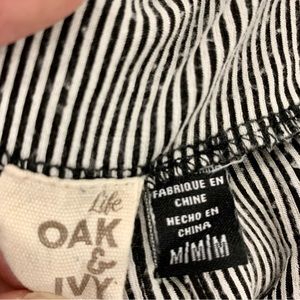 Life
OAK
&
IVY
FABRIQUE EN
CHINE
HECHO EN
CHINA
M/M/M